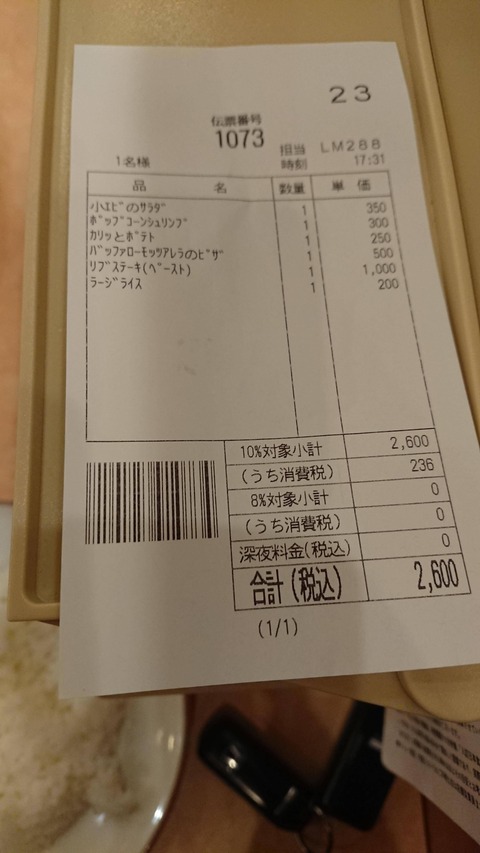 23
伝票番号
1073
担当 LM288
1名様 時刻 17:31
品 名 数量 単価
小ｴﾋﾞのｻﾗﾀﾞ 1 350
ﾎﾟｯﾌﾟｺｰﾝｼｭﾘﾝﾌﾟ 1 300
ｶﾘｯとﾎﾟﾃﾄ 1 250
ﾊﾞｯﾌｧﾛｰﾓｯﾂｱﾚﾗのﾋﾟｻﾞ 1 500
ﾘﾌﾞｽﾃｰｷ(ﾍﾟｰｽﾄ) 1 1,000
ﾗｰｼﾞﾗｲｽ 1 200
10%対象小計 2,600
(うち消費税) 236
8%対象小計 0
(うち消費税) 0
深夜料金(税込) 0
合計(税込) 2,600
(1/1)